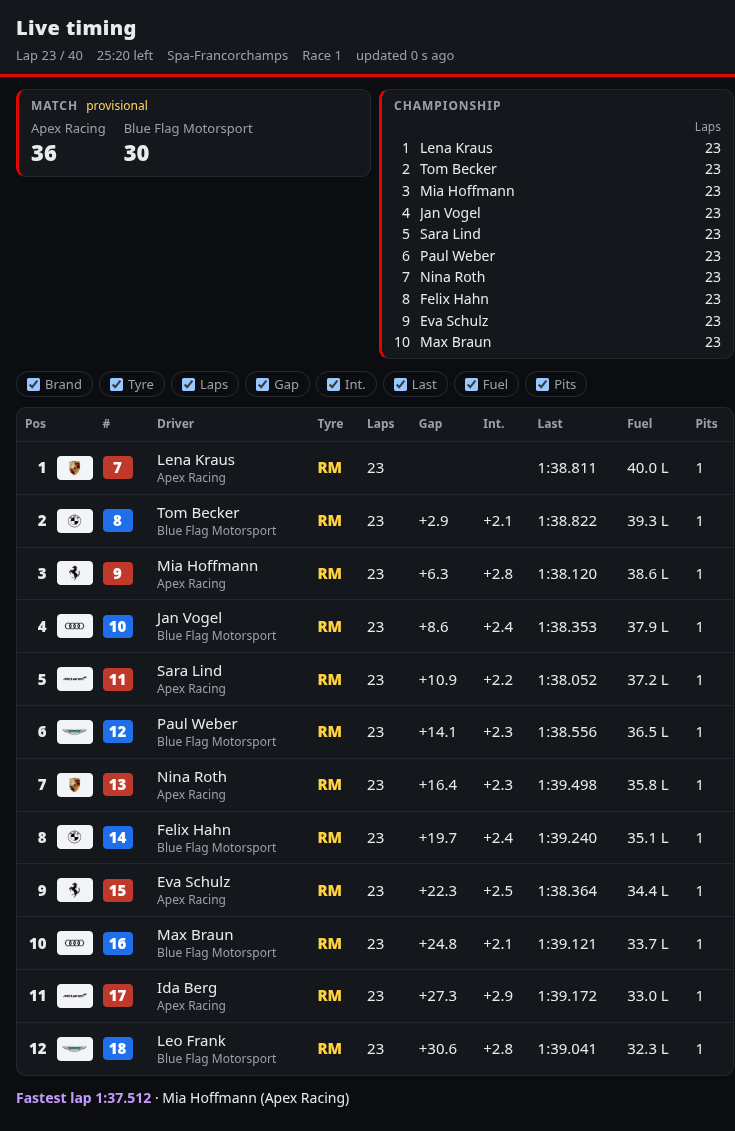 Live timing
Lap 23 / 40 25:20 left Spa-Francorchamps Race 1 updated 0 s ago
MATCH provisional
Apex Racing Blue Flag Motorsport
36 30
CHAMPIONSHIP
Laps
1 Lena Kraus 23
2 Tom Becker 23
3 Mia Hoffmann 23
4 Jan Vogel 23
5 Sara Lind 23
6 Paul Weber 23
7 Nina Roth 23
8 Felix Hahn 23
9 Eva Schulz 23
10 Max Braun 23
Brand Tyre Laps Gap Int. Last Fuel Pits
Pos # Driver Tyre Laps Gap Int. Last Fuel Pits
1 7 Lena Kraus RM 23 1:38.811 40.0 L 1
Apex Racing
2 8 Tom Becker RM 23 +2.9 +2.1 1:38.822 39.3 L 1
Blue Flag Motorsport
3 9 Mia Hoffmann RM 23 +6.3 +2.8 1:38.120 38.6 L 1
Apex Racing
4 10 Jan Vogel RM 23 +8.6 +2.4 1:38.353 37.9 L 1
Blue Flag Motorsport
5 11 Sara Lind RM 23 +10.9 +2.2 1:38.052 37.2 L 1
Apex Racing
6 12 Paul Weber RM 23 +14.1 +2.3 1:38.556 36.5 L 1
Blue Flag Motorsport
7 13 Nina Roth RM 23 +16.4 +2.3 1:39.498 35.8 L 1
Apex Racing
8 14 Felix Hahn RM 23 +19.7 +2.4 1:39.240 35.1 L 1
Blue Flag Motorsport
9 15 Eva Schulz RM 23 +22.3 +2.5 1:38.364 34.4 L 1
Apex Racing
10 16 Max Braun RM 23 +24.8 +2.1 1:39.121 33.7 L 1
Blue Flag Motorsport
11 17 Ida Berg RM 23 +27.3 +2.9 1:39.172 33.0 L 1
Apex Racing
12 18 Leo Frank RM 23 +30.6 +2.8 1:39.041 32.3 L 1
Blue Flag Motorsport
Fastest lap 1:37.512 · Mia Hoffmann (Apex Racing)